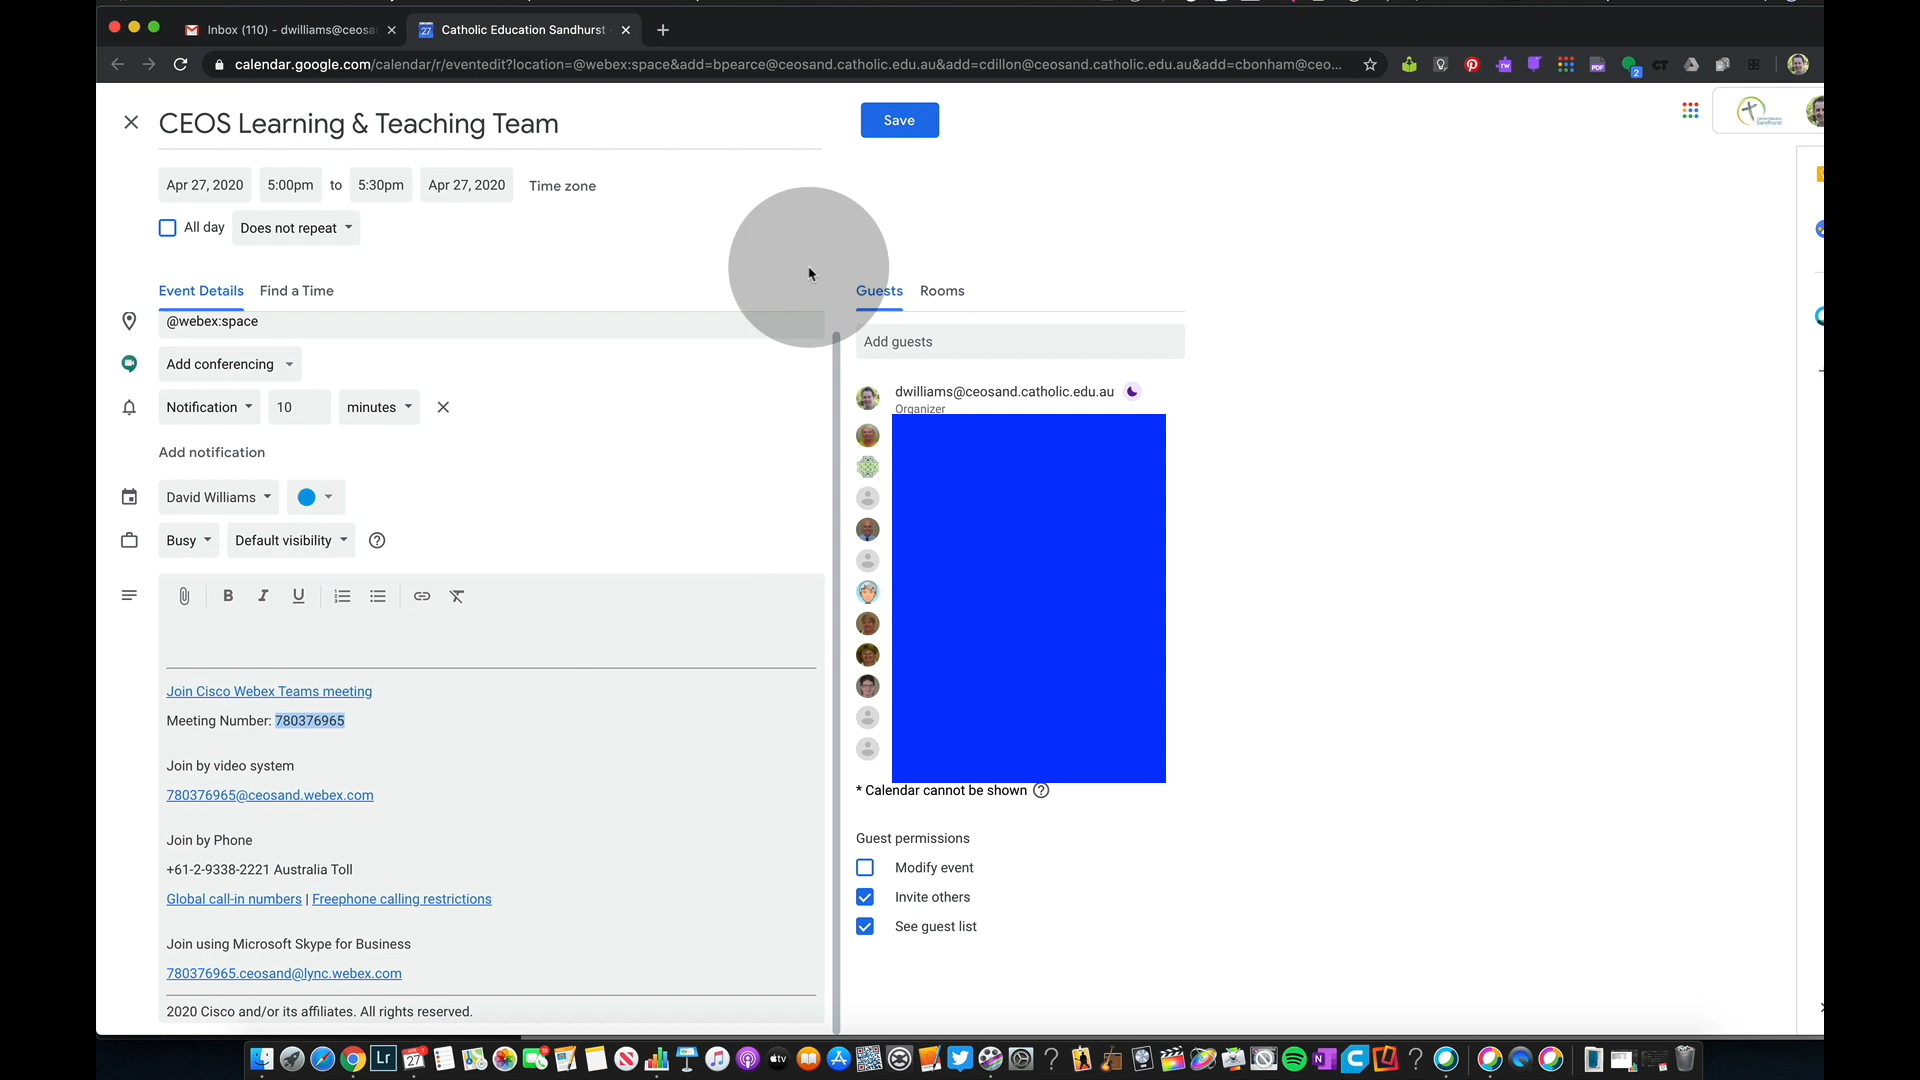 Inbox (110) - dwilliams@ceosa
Catholic Education Sandhurst
calendar.google.com/calendar/r/eventedit?location=@webex:space&add=bpearce@ceosand.catholic.edu.au&add=cdillon@ceosand.catholic.edu.au&add=cbonham@ceo...
CEOS Learning & Teaching Team
Save
Apr 27, 2020 5:00pm to 5:30pm Apr 27, 2020 Time zone
All day Does not repeat
Event Details Find a Time
Guests Rooms
@webex:space
Add guests
Add conferencing
dwilliams@ceosand.catholic.edu.au
Organizer
Notification 10 minutes
Add notification
David Williams
Busy Default visibility
Join Cisco Webex Teams meeting
Meeting Number: 780376965
Join by video system
780376965@ceosand.webex.com
* Calendar cannot be shown
Join by Phone
+61-2-9338-2221 Australia Toll
Global call-in numbers | Freephone calling restrictions
Join using Microsoft Skype for Business
780376965.ceosand@lync.webex.com
2020 Cisco and/or its affiliates. All rights reserved.
Guest permissions
Modify event
Invite others
See guest list